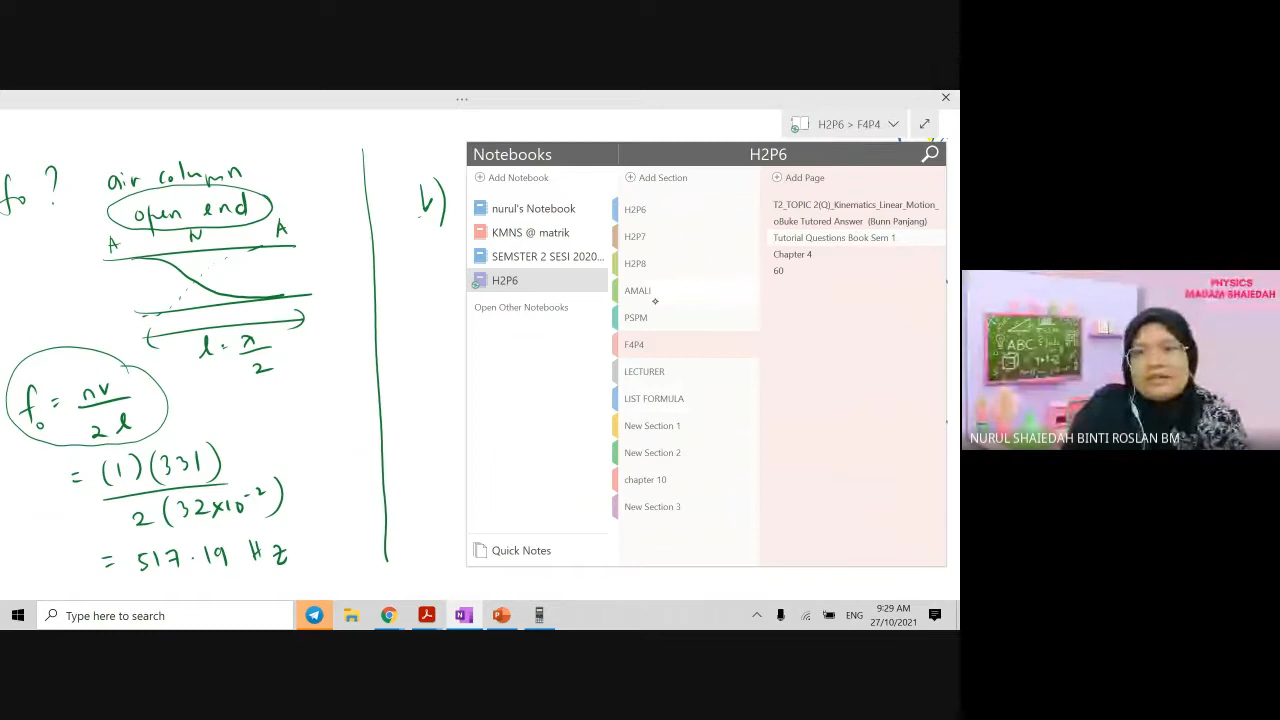 ...
H2P6 > F4P4
Notebooks
H2P6
Add Notebook
Add Section
Add Page
nurul's Notebook
KMNS @ matrik
SEMSTER 2 SESI 2020...
H2P6
Open Other Notebooks
Quick Notes
H2P6
H2P7
H2P8
AMALI
PSPM
F4P4
LECTURER
LIST FORMULA
New Section 1
New Section 2
chapter 10
New Section 3
T2_TOPIC 2(Q)_Kinematics_Linear_Motion_
oBuke Tutored Answer (Bunn Panjang)
Tutorial Questions Book Sem 1
Chapter 4
60
f₀ ?
air column
open end
A N A
l = λ/2
f₀ = nv/2l
= (1)(331)/2(32×10⁻²)
= 517.19 Hz
b)
PHYSICS
MADAM SHAIEDAH
ABC
NURUL SHAIEDAH BINTI ROSLAN BM
Type here to search
ENG
9:29 AM
27/10/2021